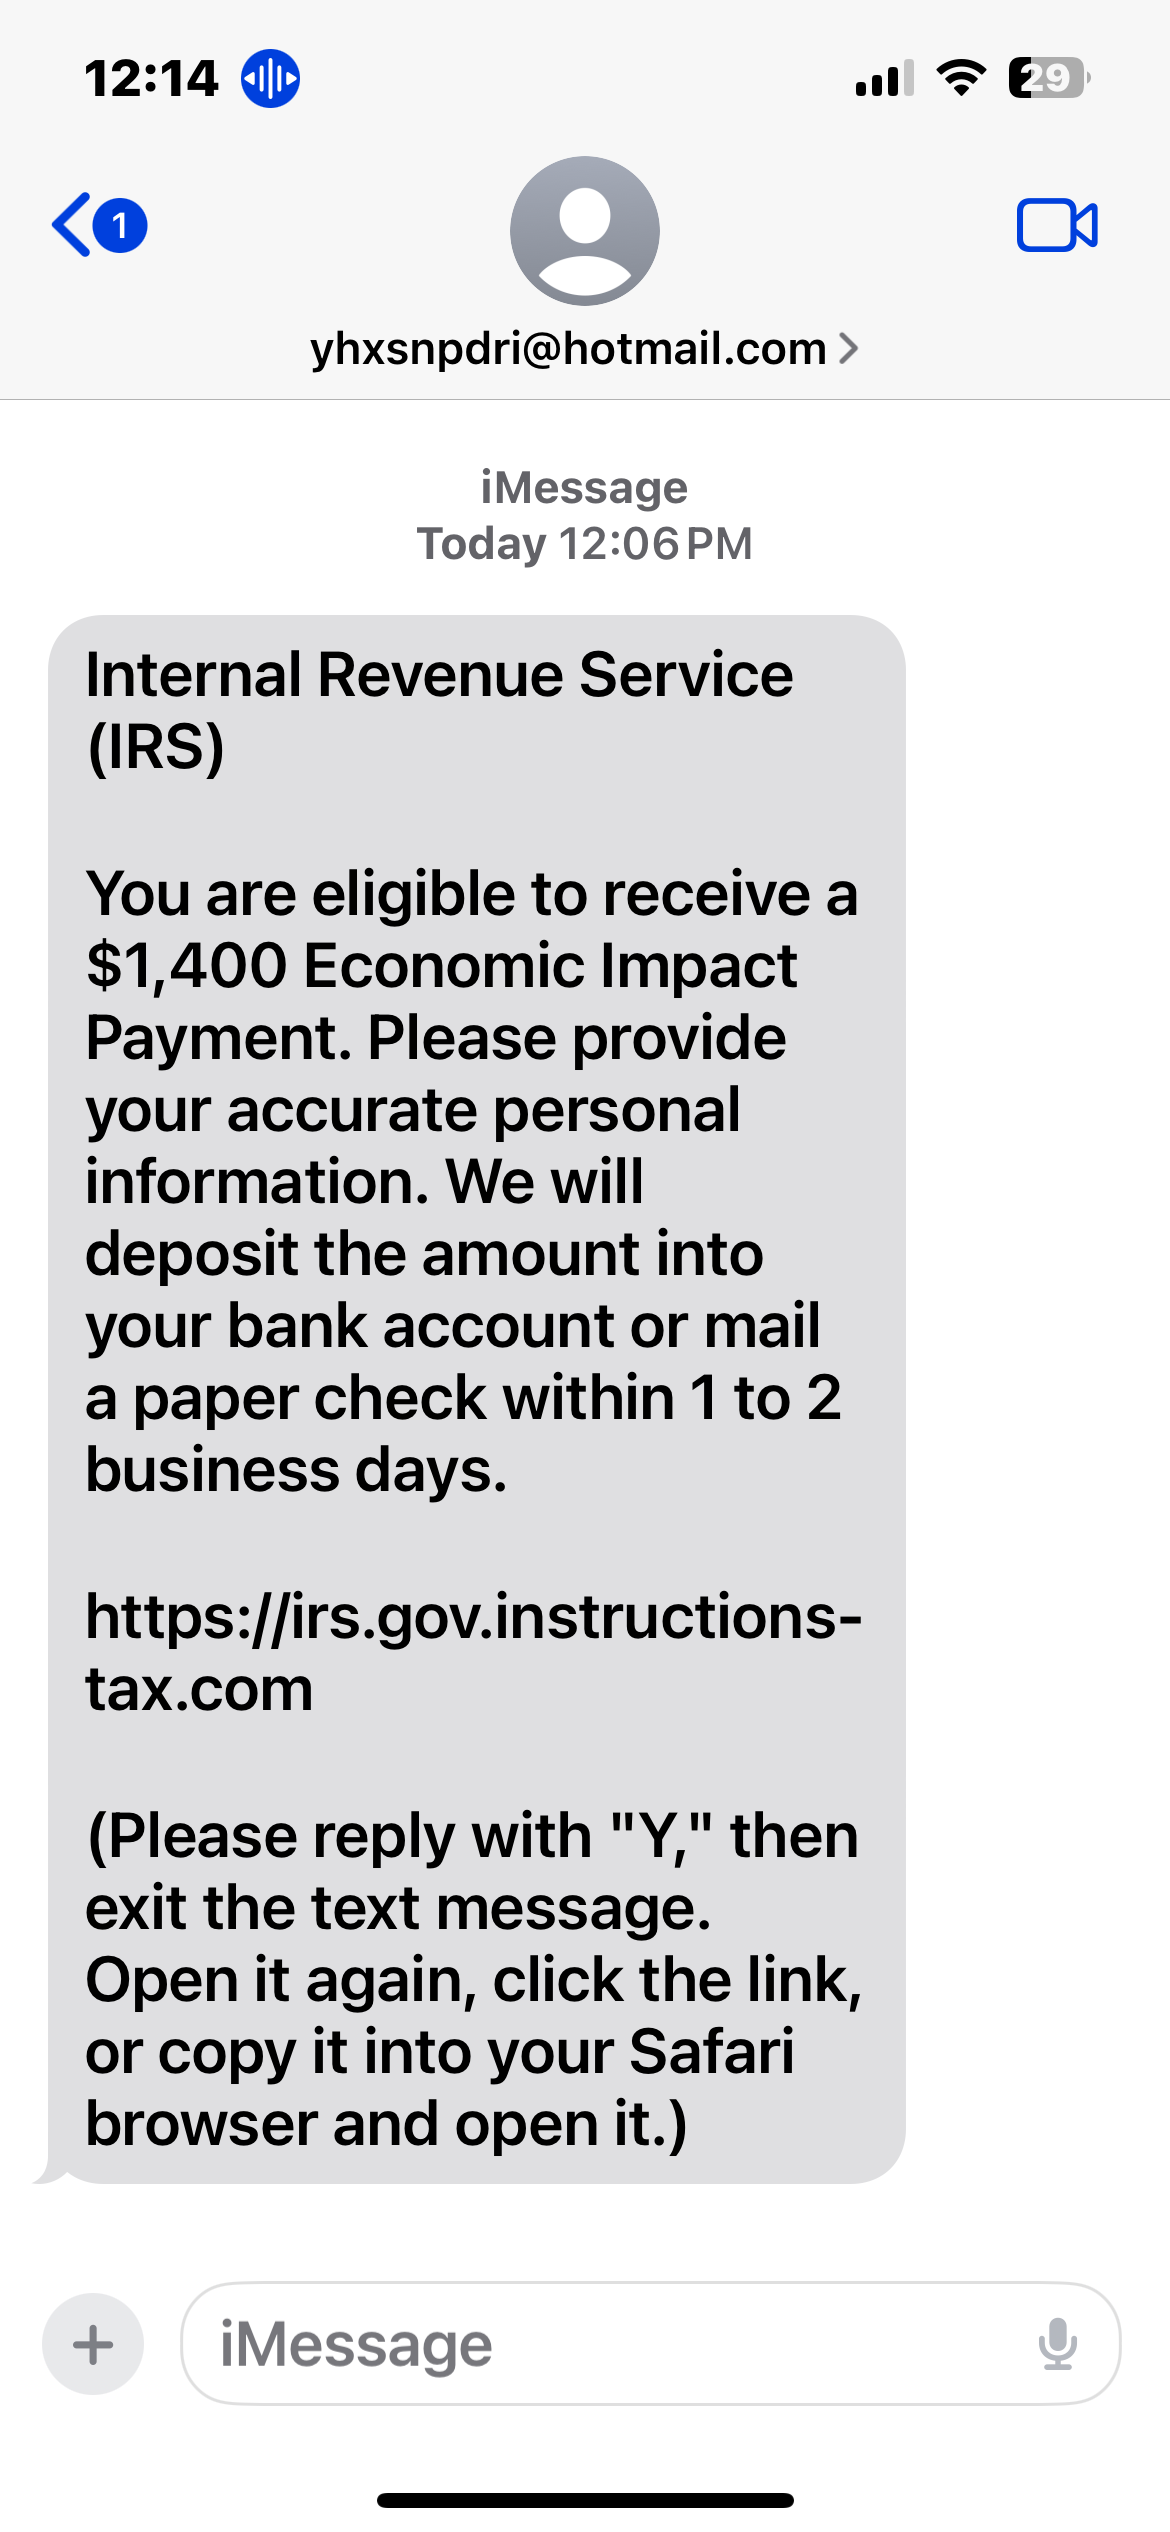 12:14
29
1
yhxsnpdri@hotmail.com
iMessage
Today 12:06 PM
Internal Revenue Service
(IRS)
You are eligible to receive a
$1,400 Economic Impact
Payment. Please provide
your accurate personal
information. We will
deposit the amount into
your bank account or mail
a paper check within 1 to 2
business days.
https://irs.gov.instructions-
tax.com
(Please reply with "Y," then
exit the text message.
Open it again, click the link,
or copy it into your Safari
browser and open it.)
iMessage